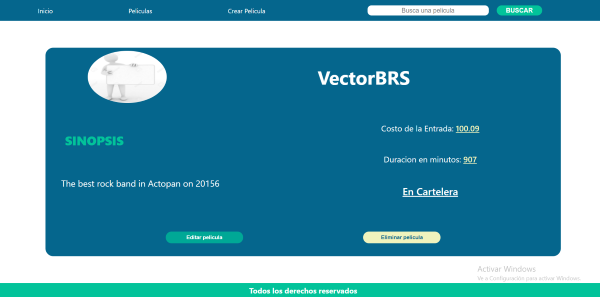 Inicio
Peliculas
Crear Pelicula
Busca una pelicula
BUSCAR
VectorBRS
Costo de la Entrada: 100.09
SINOPSIS
Duracion en minutos: 907
The best rock band in Actopan on 20156
En Cartelera
Editar pelicula
Eliminar pelicula
Activar Windows
Ve a Configuración para activar Windows.
Todos los derechos reservados